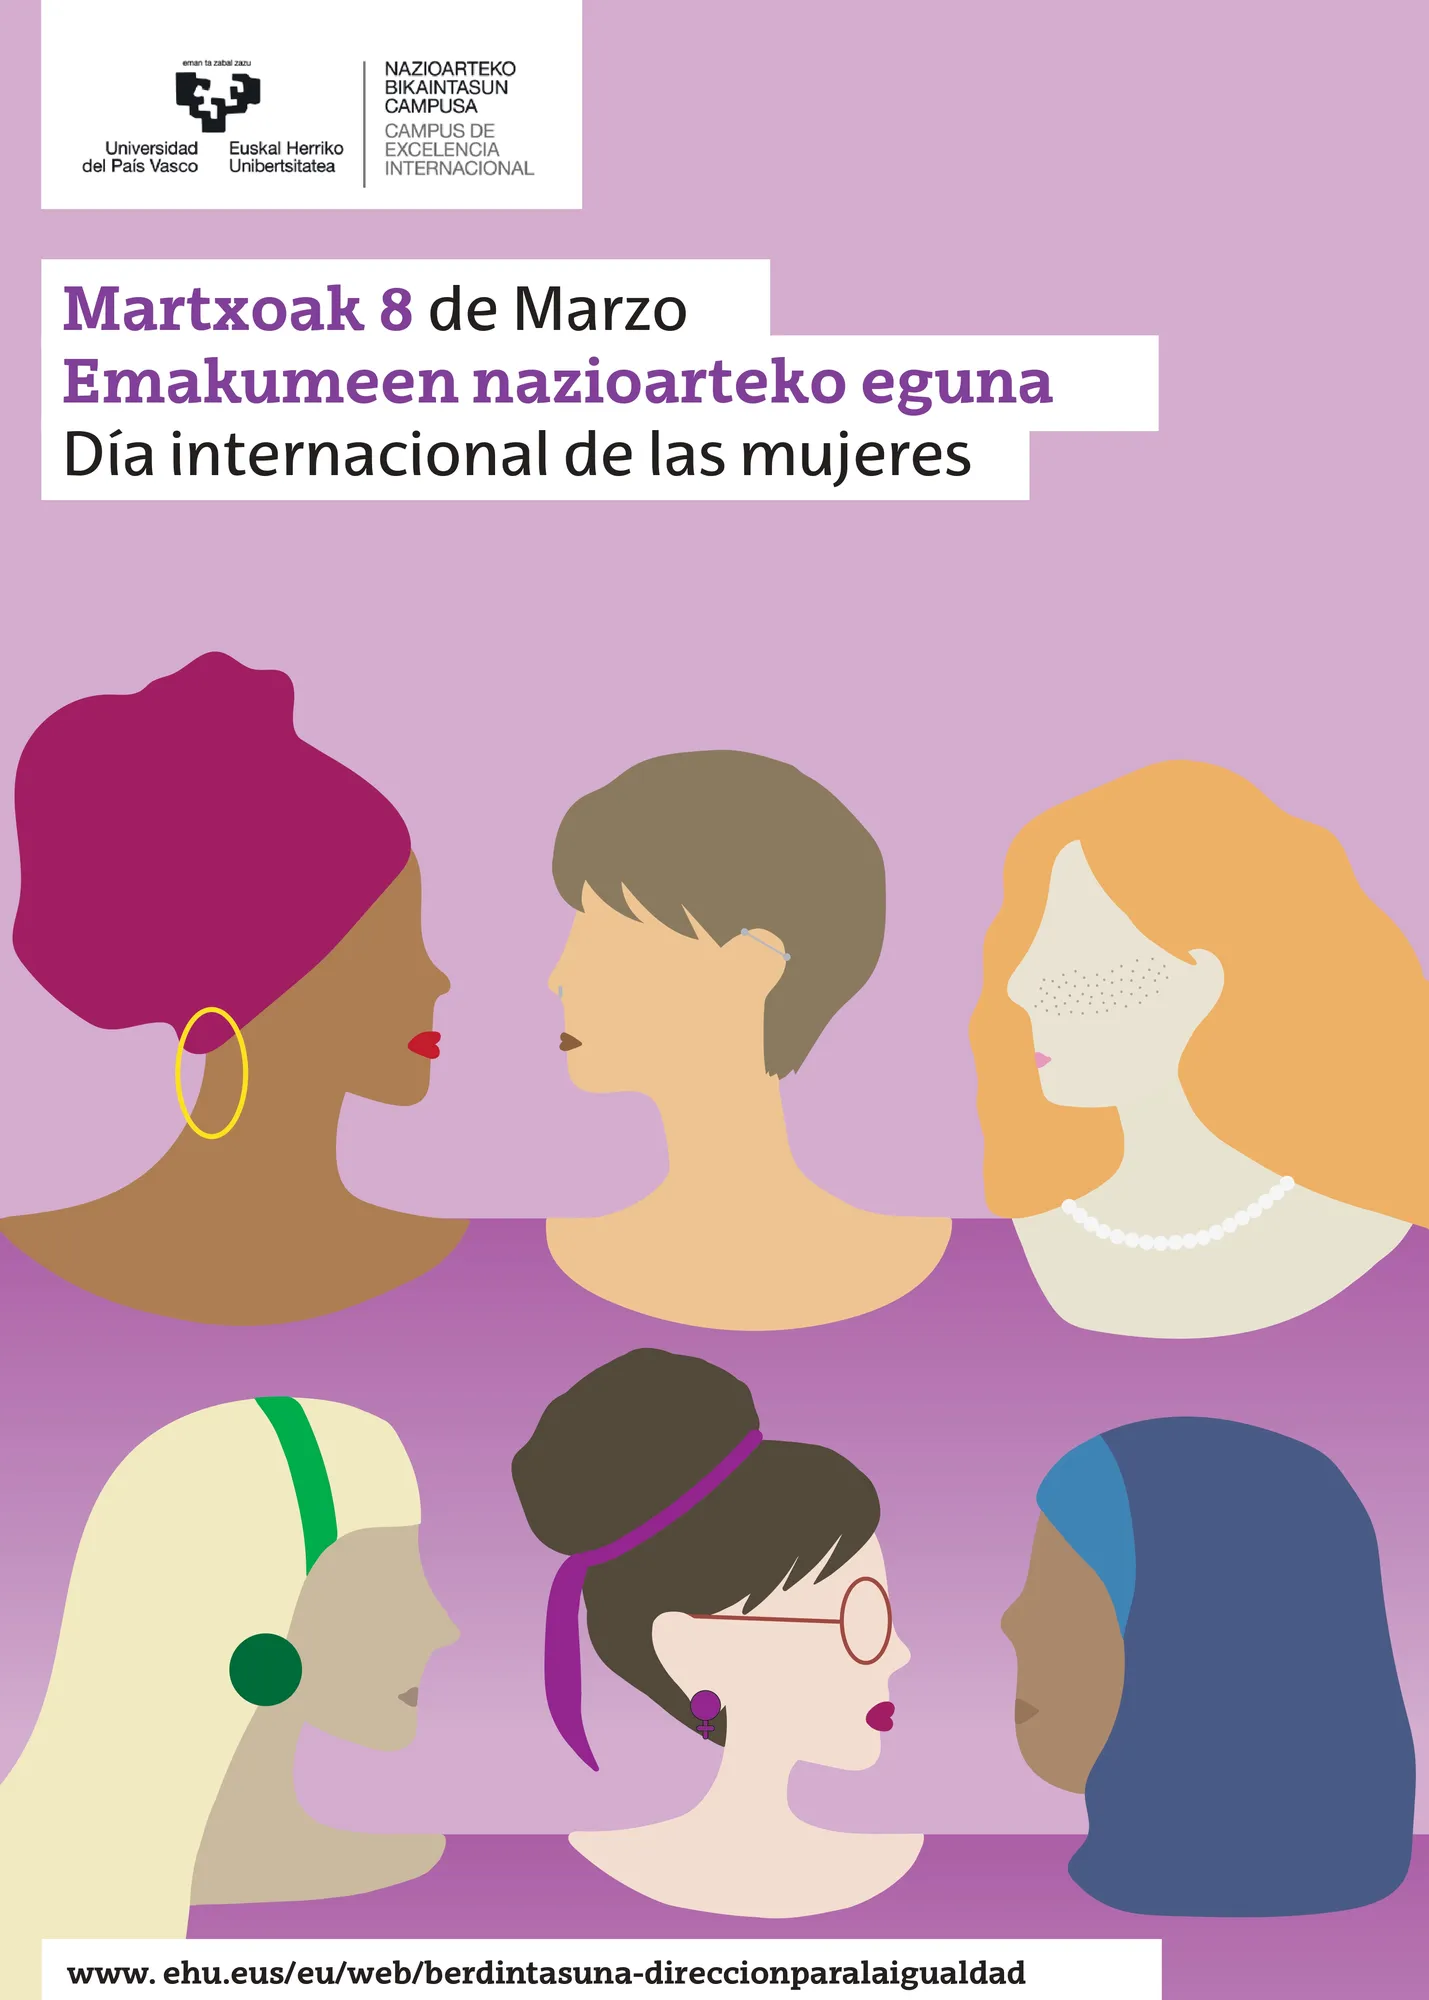 eman ta zabal zazu
Universidad
del País Vasco
Euskal Herriko
Unibertsitatea
NAZIOARTEKO
BIKAINTASUN
CAMPUSA
CAMPUS DE
EXCELENCIA
INTERNACIONAL
Martxoak 8 de Marzo
Emakumeen nazioarteko eguna
Día internacional de las mujeres
www. ehu.eus/eu/web/berdintasuna-direccionparalaigualdad